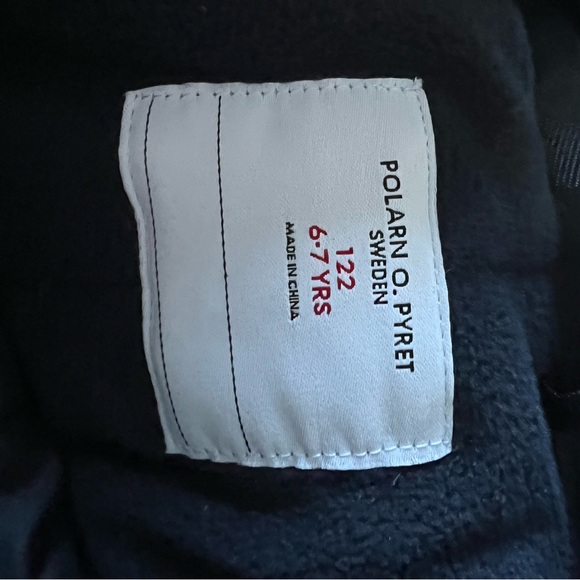 POLARN O. PYRET
SWEDEN
122
6-7 YRS
MADE IN CHINA